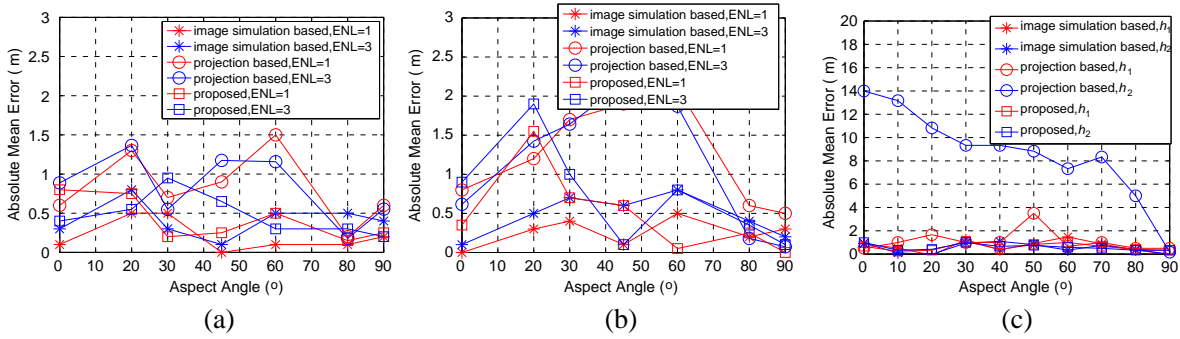 3
2.5
2
1.5
1
0.5
0
0 10 20 30 40 50 60 70 80 90
Absolute Mean Error ( m)
Aspect Angle (o)
image simulation based,ENL=1
image simulation based,ENL=3
projection based,ENL=1
projection based,ENL=3
proposed,ENL=1
proposed,ENL=3
(a)
3
2.5
2
1.5
1
0.5
0
0 10 20 30 40 50 60 70 80 90
Absolute Mean Error ( m)
Aspect Angle (o)
image simulation based,ENL=1
image simulation based,ENL=3
projection based,ENL=1
projection based,ENL=3
proposed,ENL=1
proposed,ENL=3
(b)
20
18
16
14
12
10
8
6
4
2
0
0 10 20 30 40 50 60 70 80 90
Absolute Mean Error ( m)
Aspect Angle (o)
image simulation based,h1
image simulation based,h2
projection based,h1
projection based,h2
proposed,h1
proposed,h2
(c)